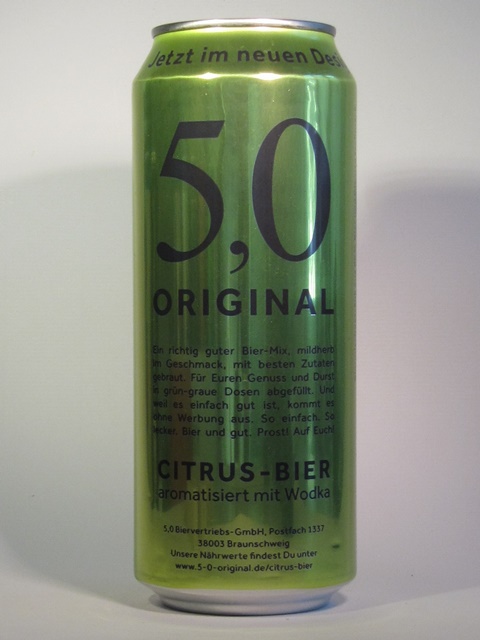 Jetzt im neuen Des
5,0
ORIGINAL
Ein richtig guter Bier-Mix, mildherb
im Geschmack, mit besten Zutaten
gebraut. Für Euren Genuss und Durst
in grün-graue Dosen abgefüllt. Und
weil es einfach gut ist, kommt es
ohne Werbung aus. So einfach. So
lecker. Bier und gut. Prost! Auf Euch!
CITRUS-BIER
aromatisiert mit Wodka
5,0 Biervertriebs-GmbH, Postfach 1337
38003 Braunschweig
Unsere Nährwerte findest Du unter
www.5-0-original.de/citrus-bier